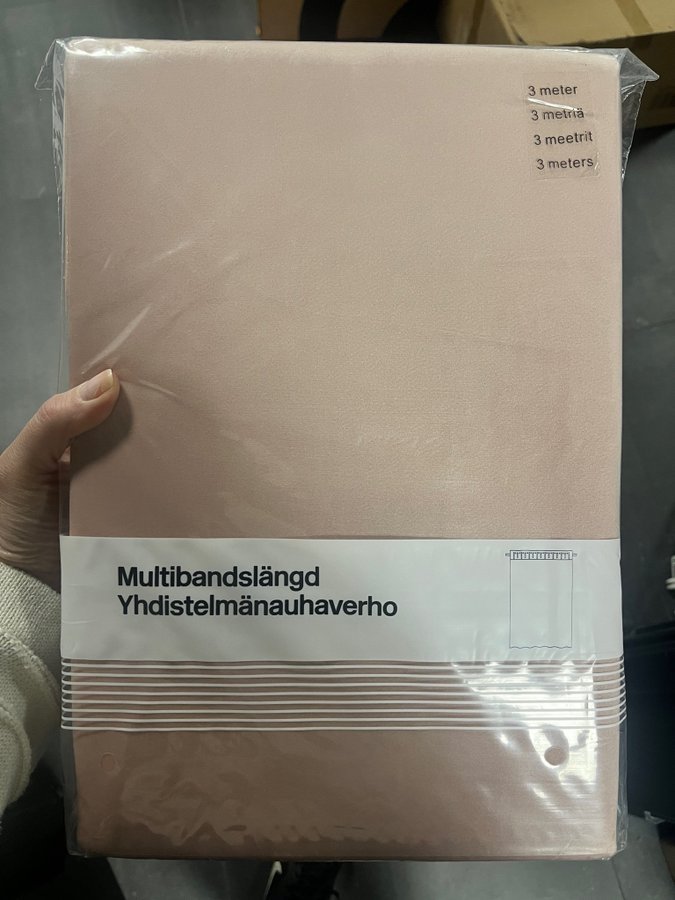 3 meter
3 metriä
3 meetrit
3 meters
Multibandslängd
Yhdistelmänauhaverho